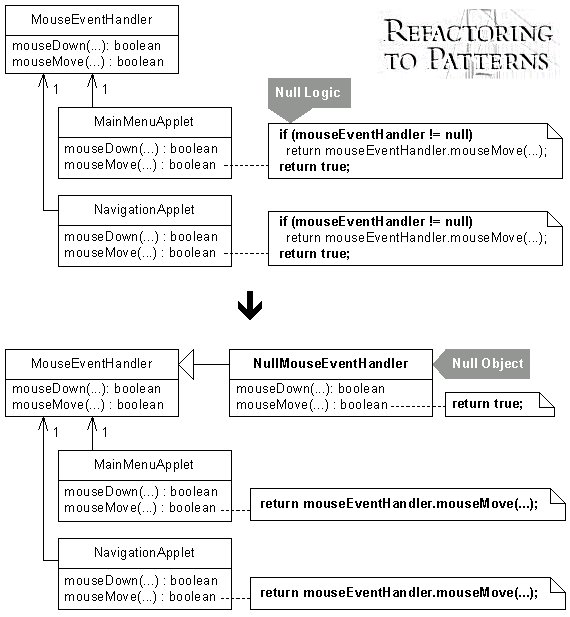 MouseEventHandler
mouseDown(...): boolean
mouseMove(...) : boolean
REFACTORING
TO PATTERNS
1
1
Null Logic
MainMenuApplet
mouseDown(...) : boolean
mouseMove(...) : boolean
if (mouseEventHandler != null)
return mouseEventHandler.mouseMove(...);
return true;
NavigationApplet
mouseDown(...) : boolean
mouseMove(...) : boolean
if (mouseEventHandler != null)
return mouseEventHandler.mouseMove(...);
return true;
MouseEventHandler
mouseDown(...): boolean
mouseMove(...) : boolean
NullMouseEventHandler
mouseDown(...): boolean
mouseMove(...) : boolean
Null Object
return true;
1
1
MainMenuApplet
mouseDown(...) : boolean
mouseMove(...) : boolean
return mouseEventHandler.mouseMove(...);
NavigationApplet
mouseDown(...) : boolean
mouseMove(...) : boolean
return mouseEventHandler.mouseMove(...);